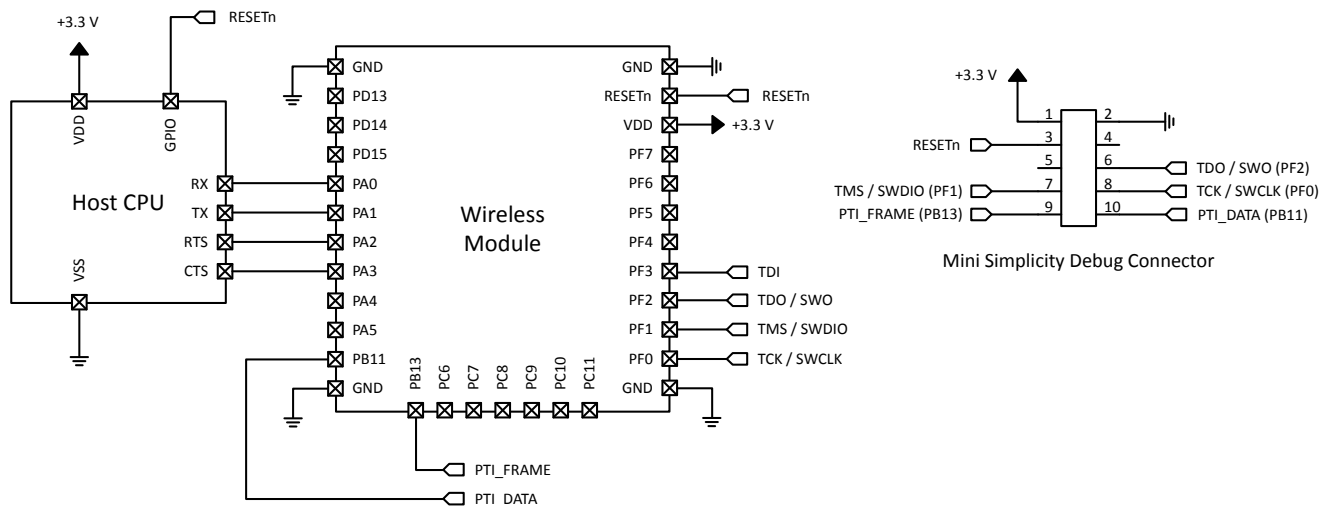 +3.3 V
RESETn
VDD
GPIO
Host CPU
RX
TX
RTS
CTS
VSS
GND
PD13
PD14
PD15
PA0
PA1
PA2
PA3
PA4
PA5
PB11
GND
Wireless
Module
PB13
PC6
PC7
PC8
PC9
PC10
PC11
GND
RESETn
VDD
PF7
PF6
PF5
PF4
PF3
PF2
PF1
PF0
GND
RESETn
+3.3 V
TDI
TDO / SWO
TMS / SWDIO
TCK / SWCLK
PTI_FRAME
PTI_DATA
+3.3 V
1 2
RESETn 3 4
5 6 TDO / SWO (PF2)
TMS / SWDIO (PF1) 7 8 TCK / SWCLK (PF0)
PTI_FRAME (PB13) 9 10 PTI_DATA (PB11)
Mini Simplicity Debug Connector